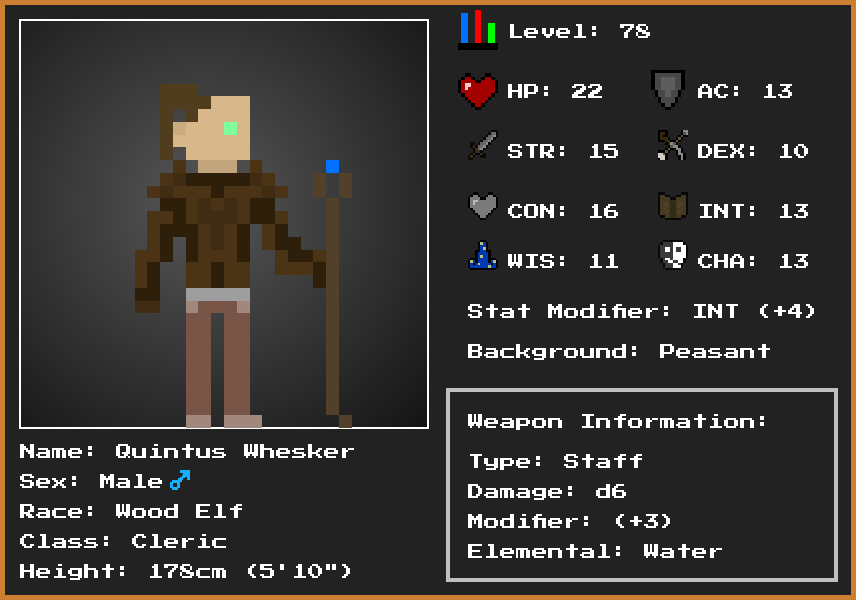 Level: 78
HP: 22
AC: 13
STR: 15
DEX: 10
CON: 16
INT: 13
WIS: 11
CHA: 13
Stat Modifier: INT (+4)
Background: Peasant
Weapon Information:
Type: Staff
Damage: d6
Modifier: (+3)
Elemental: Water
Name: Quintus Whesker
Sex: Male♂
Race: Wood Elf
Class: Cleric
Height: 178cm (5'10")